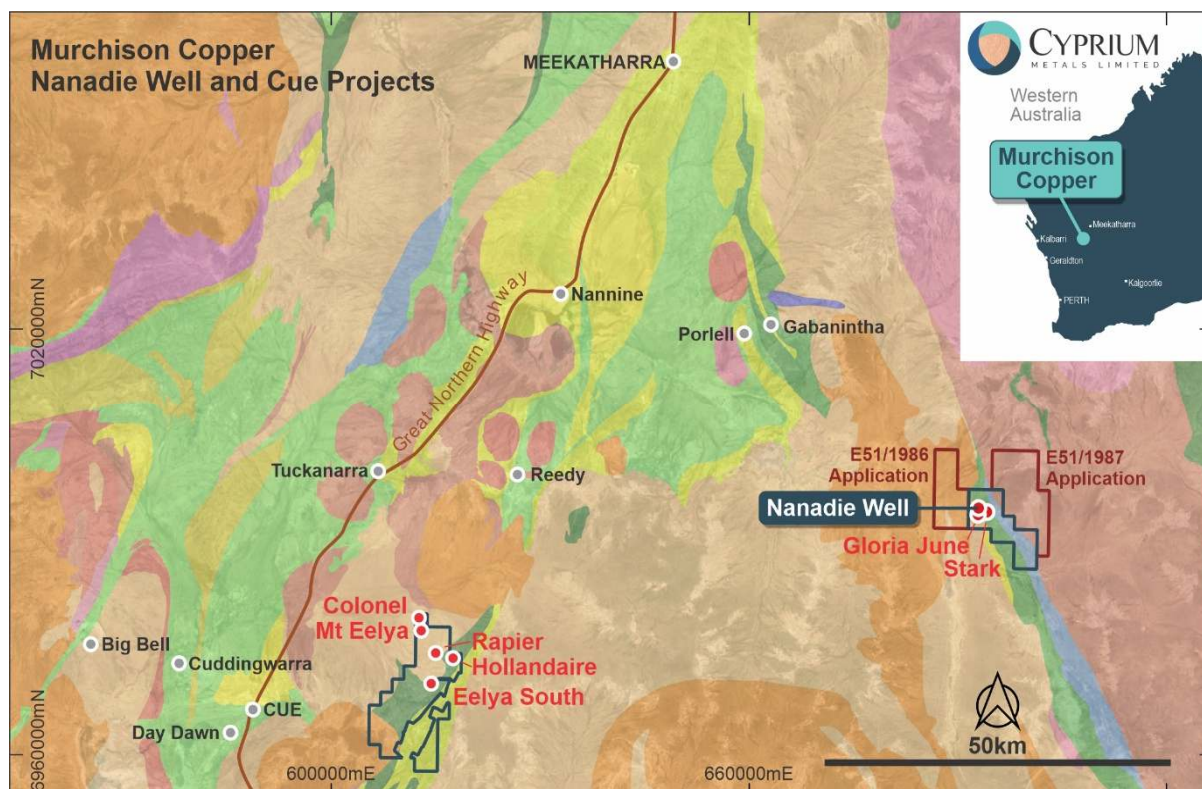 Murchison Copper
Nanadie Well and Cue Projects
CYPRIUM
METALS LIMITED
Western
Australia
Murchison
Copper
Meekatharra
Kalbarri
Geraldton
Kalgoorlie
PERTH
MEEKATHARRA
Great Northern Highway
Nannine
Porlell
Gabanintha
7020000mN
Tuckanarra
Reedy
E51/1986
Application
E51/1987
Application
Nanadie Well
Gloria June
Stark
Colonel
Mt Eelya
Rapier
Hollandaire
Eelya South
Big Bell
Cuddingwarra
CUE
Day Dawn
6960000mN
600000mE
660000mE
50km